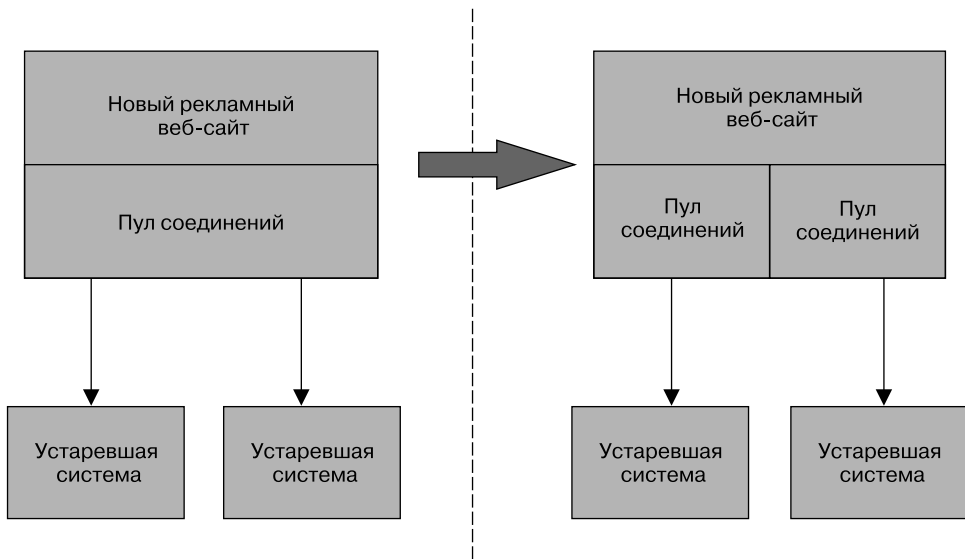 Новый рекламный
веб-сайт
Пул соединений
Устаревшая
система
Устаревшая
система
Новый рекламный
веб-сайт
Пул
соединений
Пул
соединений
Устаревшая
система
Устаревшая
система